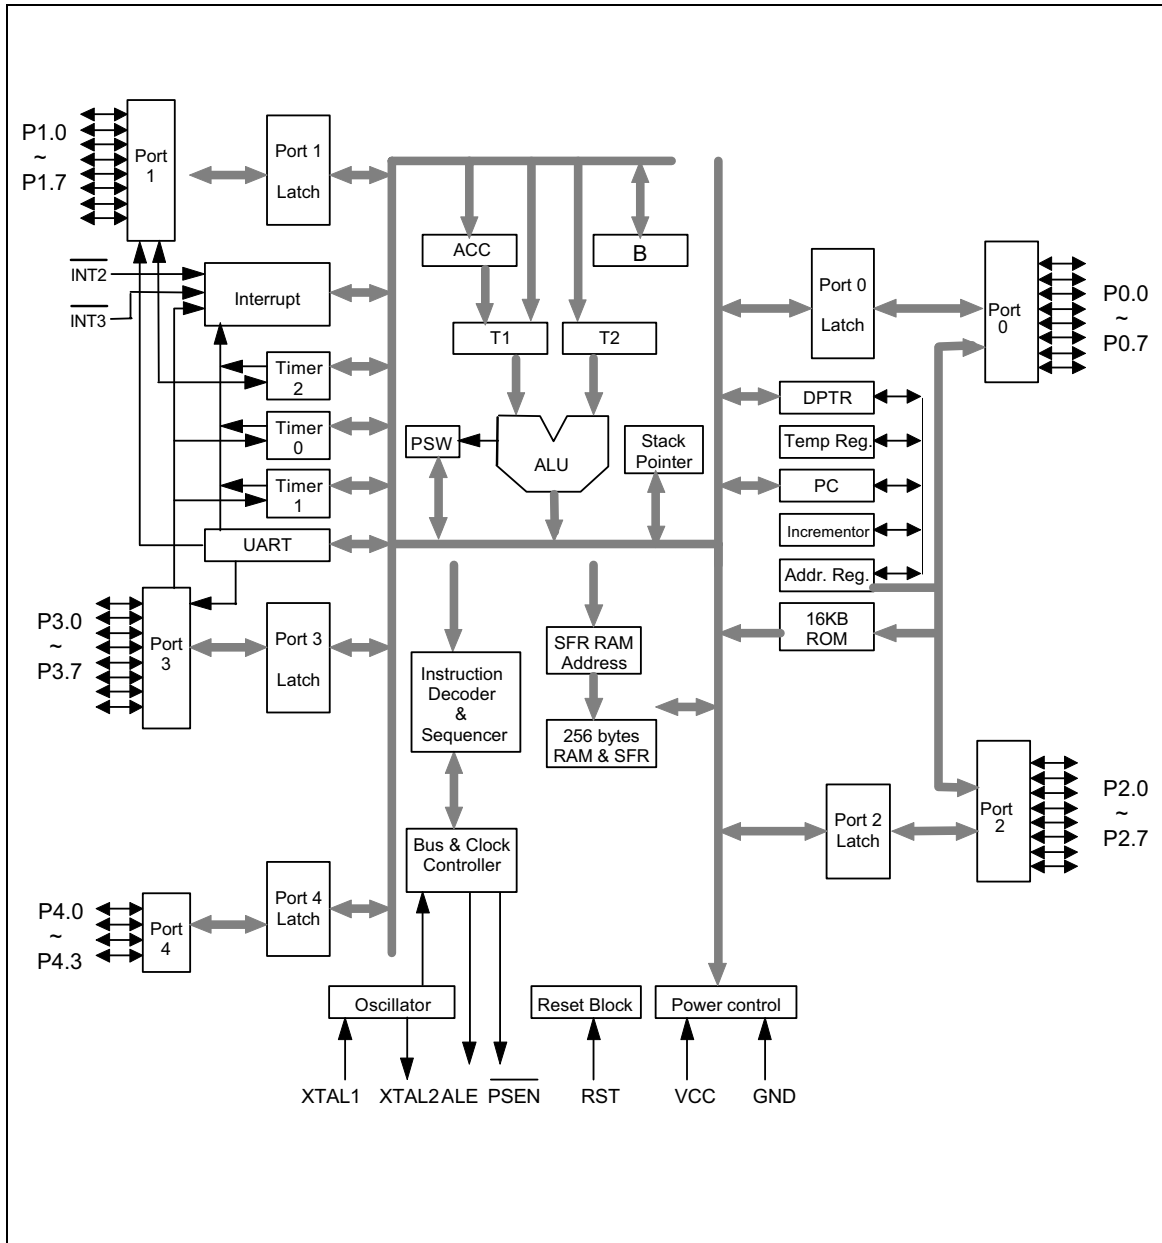 P1.0
~
P1.7
Port
1
Port 1
Latch
INT2
INT3
Interrupt
Timer
2
Timer
0
Timer
1
UART
P3.0
~
P3.7
Port
3
Port 3
Latch
P4.0
~
P4.3
Port
4
Port 4
Latch
ACC
B
T1
T2
PSW
ALU
Stack
Pointer
Instruction
Decoder
&
Sequencer
SFR RAM
Address
256 bytes
RAM & SFR
Bus & Clock
Controller
Oscillator
Reset Block
Power control
XTAL1
XTAL2
ALE
PSEN
RST
VCC
GND
Port 0
Latch
Port
0
P0.0
~
P0.7
DPTR
Temp Reg.
PC
Incrementor
Addr. Reg.
16KB
ROM
Port 2
Latch
Port
2
P2.0
~
P2.7